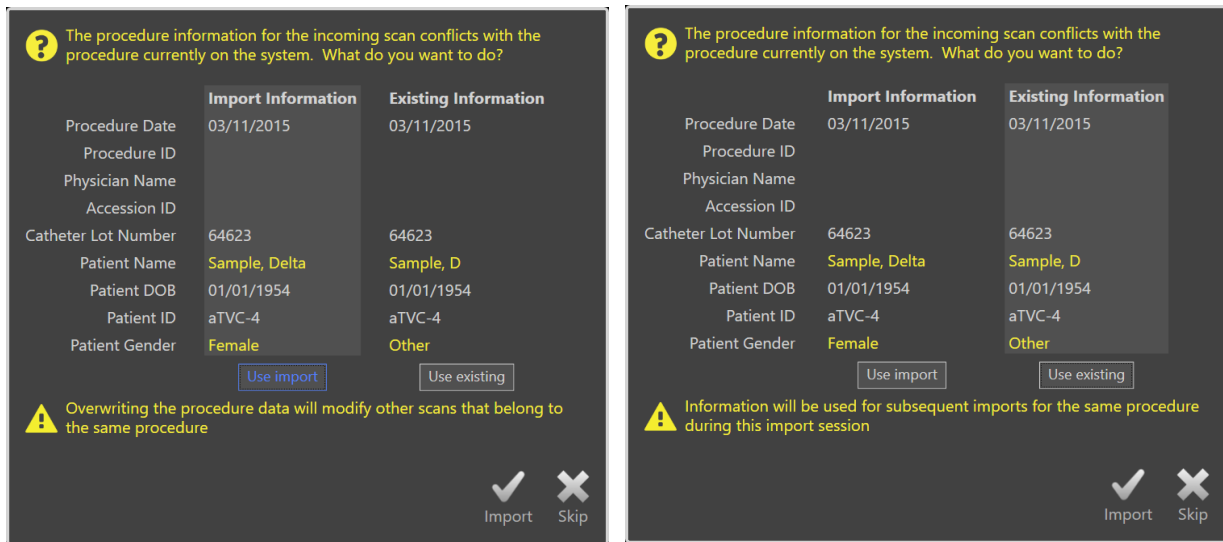 The procedure information for the incoming scan conflicts with the
procedure currently on the system.  What do you want to do?
Import Information Existing Information
Procedure Date 03/11/2015 03/11/2015
Procedure ID
Physician Name
Accession ID
Catheter Lot Number 64623 64623
Patient Name Sample, Delta Sample, D
Patient DOB 01/01/1954 01/01/1954
Patient ID aTVC-4 aTVC-4
Patient Gender Female Other
Use import Use existing
Overwriting the procedure data will modify other scans that belong to
the same procedure
Import Skip
The procedure information for the incoming scan conflicts with the
procedure currently on the system.  What do you want to do?
Import Information Existing Information
Procedure Date 03/11/2015 03/11/2015
Procedure ID
Physician Name
Accession ID
Catheter Lot Number 64623 64623
Patient Name Sample, Delta Sample, D
Patient DOB 01/01/1954 01/01/1954
Patient ID aTVC-4 aTVC-4
Patient Gender Female Other
Use import Use existing
Information will be used for subsequent imports for the same procedure
during this import session
Import Skip